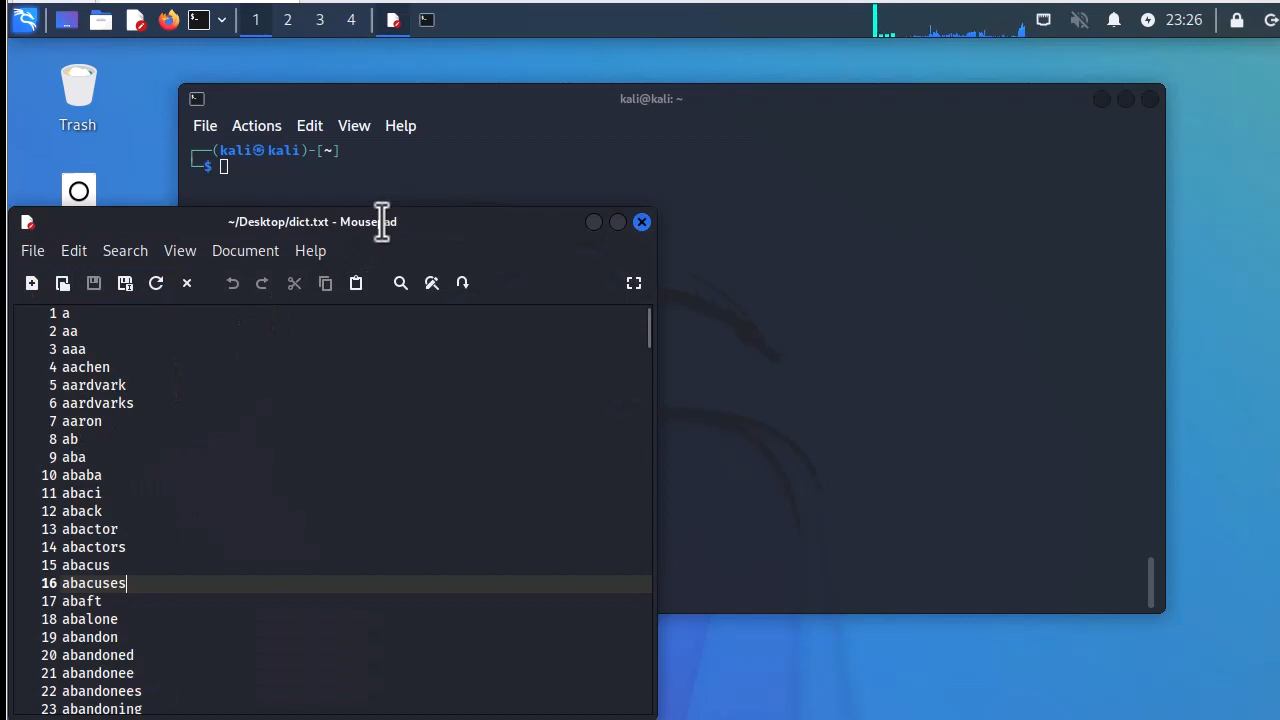 1 2 3 4 23:26
Trash
kali@kali: ~
File Actions Edit View Help
┌──(kali㉿kali)-[~]
└─$
~/Desktop/dict.txt - Mousepad
File Edit Search View Document Help
1 a
2 aa
3 aaa
4 aachen
5 aardvark
6 aardvarks
7 aaron
8 ab
9 aba
10 ababa
11 abaci
12 aback
13 abactor
14 abactors
15 abacus
16 abacuses
17 abaft
18 abalone
19 abandon
20 abandoned
21 abandonee
22 abandonees
23 abandoning